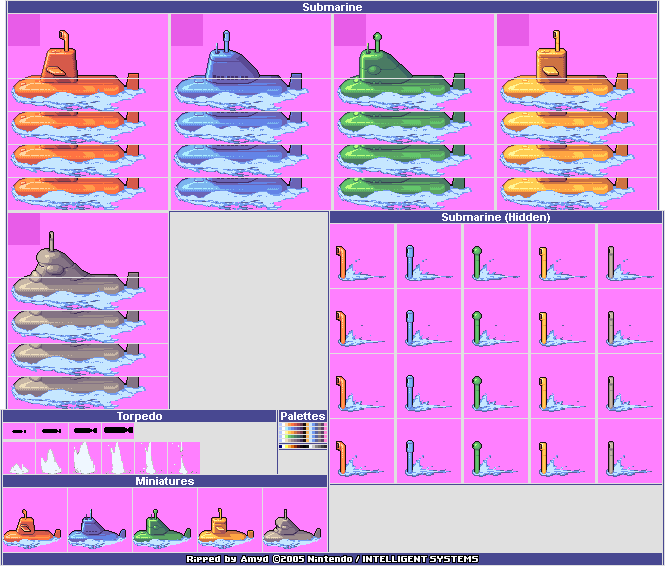 Submarine
Submarine (Hidden)
Torpedo
Palettes
Miniatures
Ripped by Amyd ©2005 Nintendo / INTELLIGENT SYSTEMS